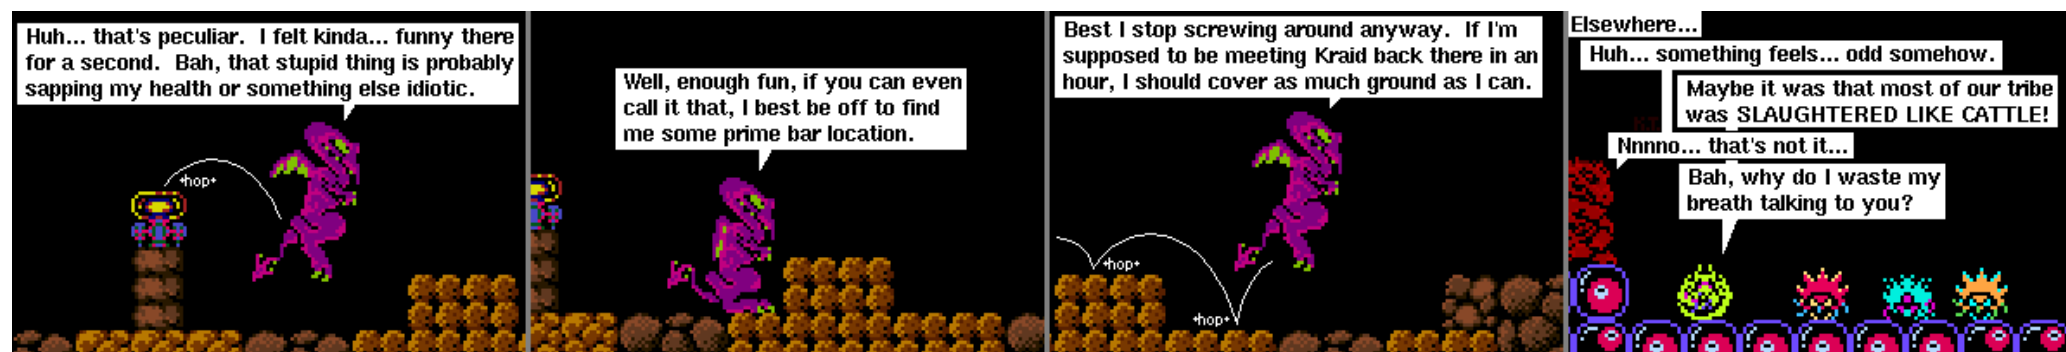 Huh... that's peculiar. I felt kinda... funny there
for a second. Bah, that stupid thing is probably
sapping my health or something else idiotic.
*hop*
Well, enough fun, if you can even
call it that, I best be off to find
me some prime bar location.
Best I stop screwing around anyway. If I'm
supposed to be meeting Kraid back there in an
hour, I should cover as much ground as I can.
*hop*
*hop*
Elsewhere...
Huh... something feels... odd somehow.
Maybe it was that most of our tribe
was SLAUGHTERED LIKE CATTLE!
Nnnno... that's not it...
Bah, why do I waste my
breath talking to you?